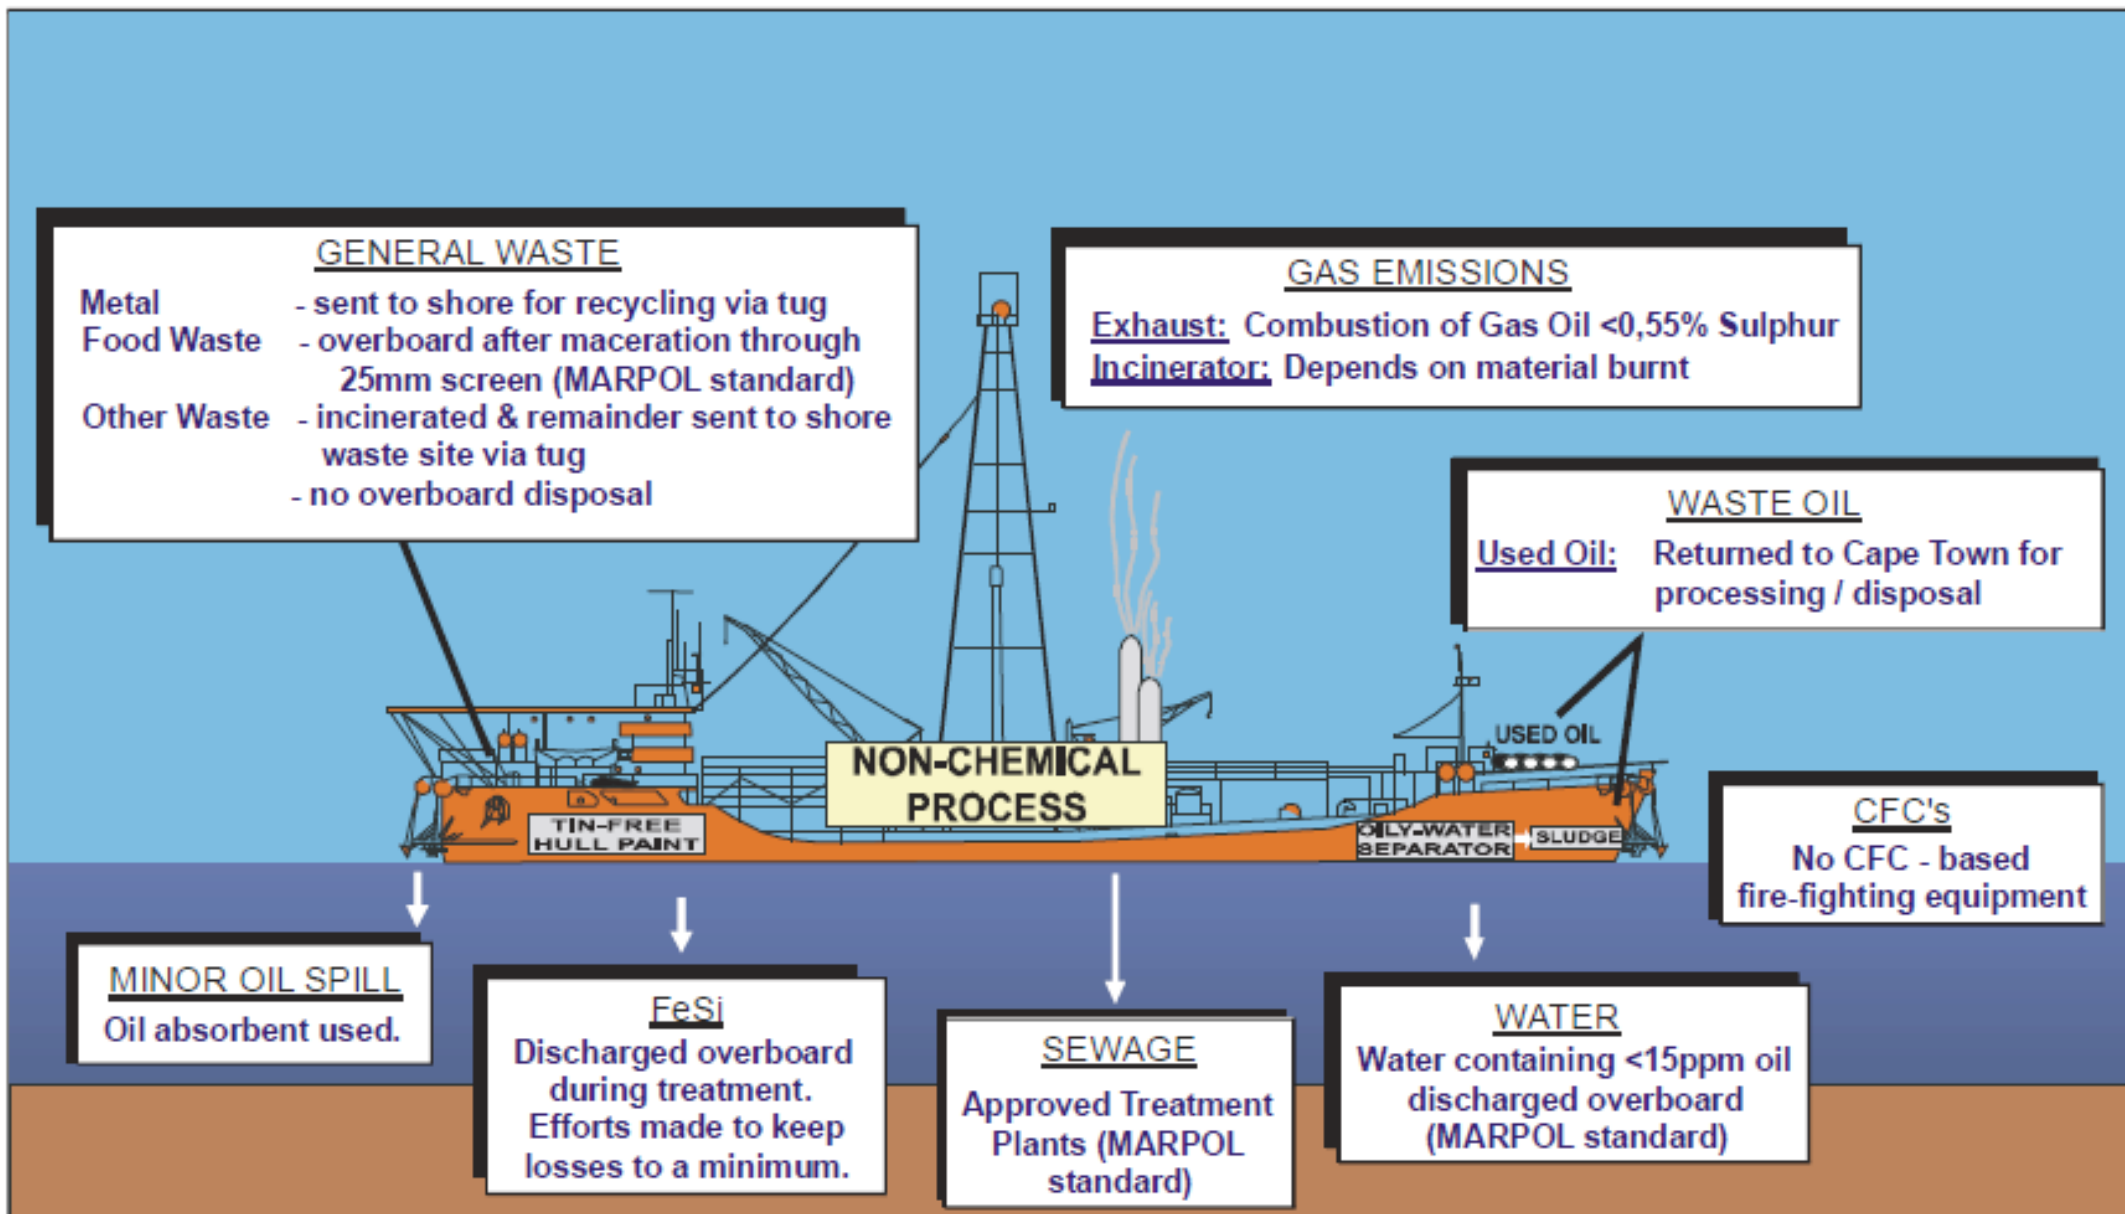 GENERAL WASTE
Metal - sent to shore for recycling via tug
Food Waste - overboard after maceration through
25mm screen (MARPOL standard)
Other Waste - incinerated & remainder sent to shore
waste site via tug
- no overboard disposal
GAS EMISSIONS
Exhaust: Combustion of Gas Oil <0,55% Sulphur
Incinerator: Depends on material burnt
WASTE OIL
Used Oil: Returned to Cape Town for
processing / disposal
USED OIL
NON-CHEMICAL
PROCESS
TIN-FREE
HULL PAINT
OILY-WATER
SEPARATOR
SLUDGE
CFC's
No CFC - based
fire-fighting equipment
MINOR OIL SPILL
Oil absorbent used.
FeSi
Discharged overboard
during treatment.
Efforts made to keep
losses to a minimum.
SEWAGE
Approved Treatment
Plants (MARPOL
standard)
WATER
Water containing <15ppm oil
discharged overboard
(MARPOL standard)